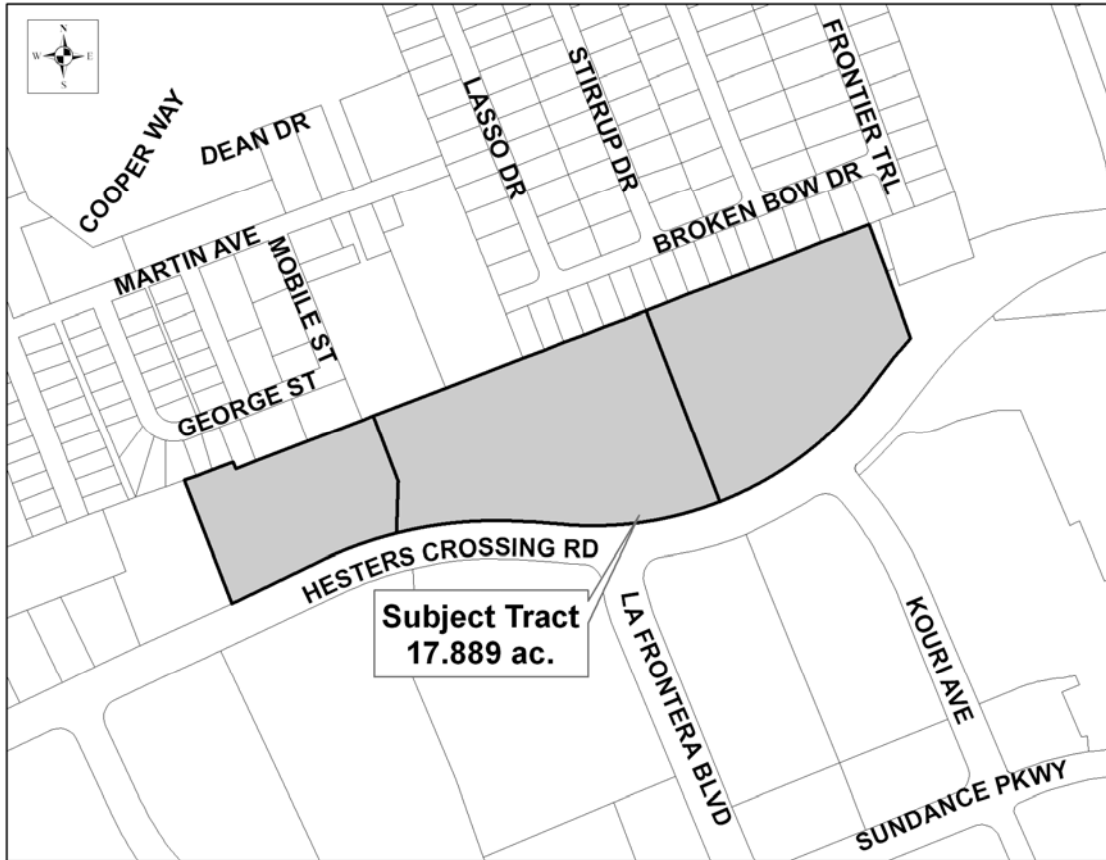 N
W E
S
COOPER WAY
DEAN DR
LASSO DR
STIRRUP DR
FRONTIER TRL
BROKEN BOW DR
MARTIN AVE
MOBILE ST
GEORGE ST
HESTERS CROSSING RD
Subject Tract
17.889 ac.
LA FRONTERA BLVD
KOURI AVE
SUNDANCE PKWY